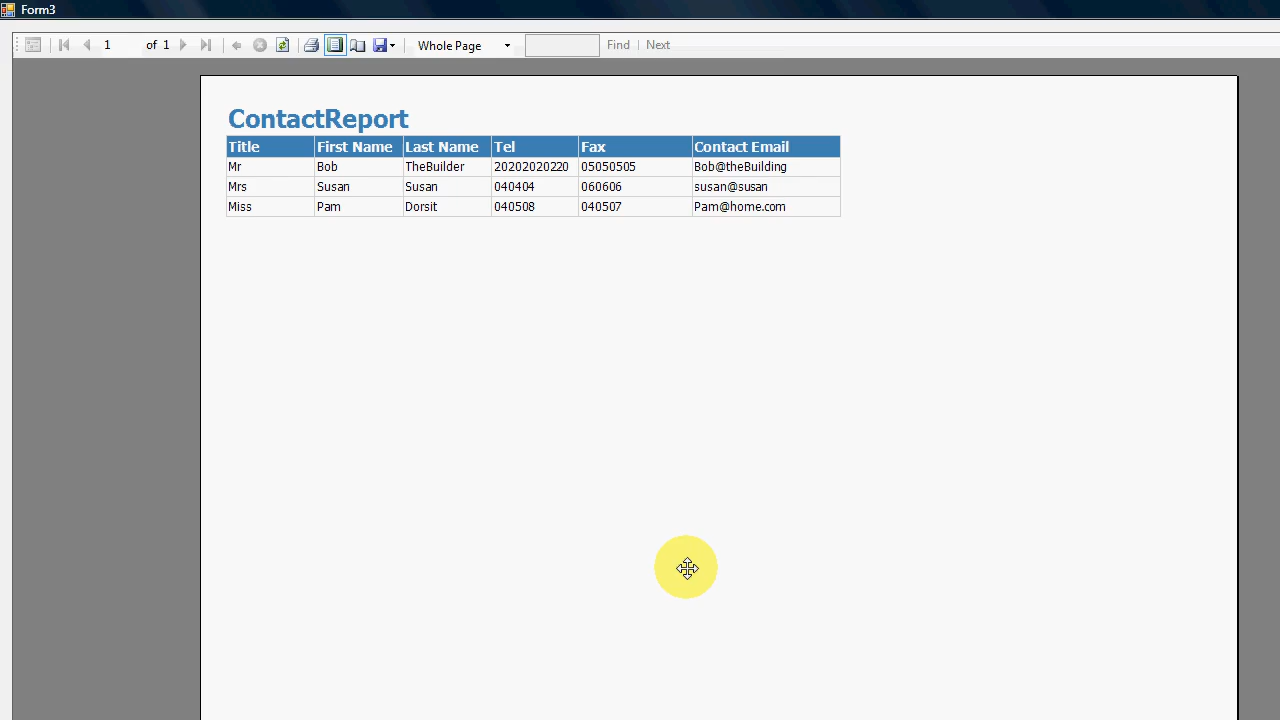 Form3
1 of 1 Whole Page Find Next
ContactReport
Title First Name Last Name Tel Fax Contact Email
Mr Bob TheBuilder 20202020220 05050505 Bob@theBuilding
Mrs Susan Susan 040404 060606 susan@susan
Miss Pam Dorsit 040508 040507 Pam@home.com